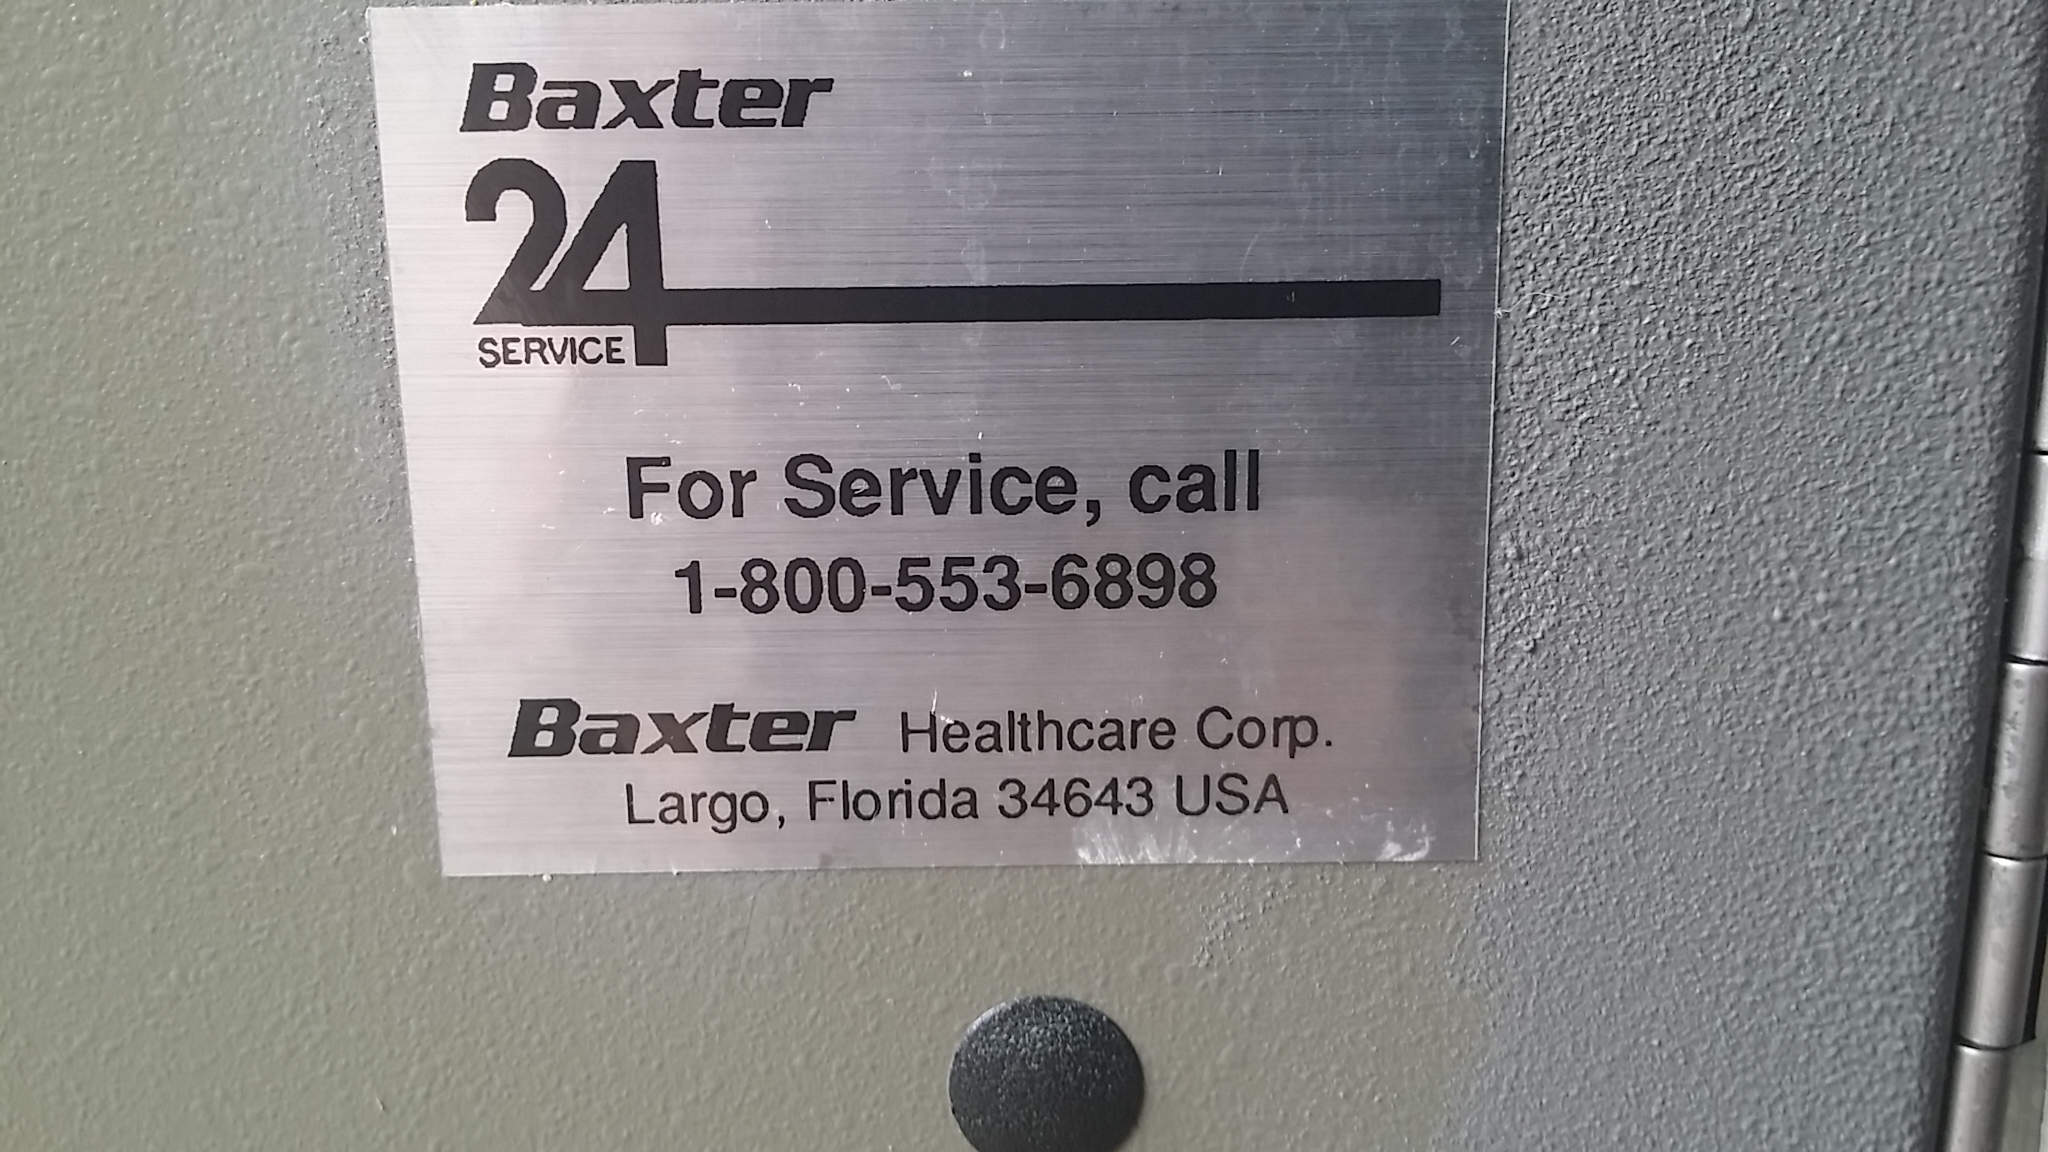 Baxter
24
SERVICE
For Service, call
1-800-553-6898
Baxter Healthcare Corp.
Largo, Florida 34643 USA